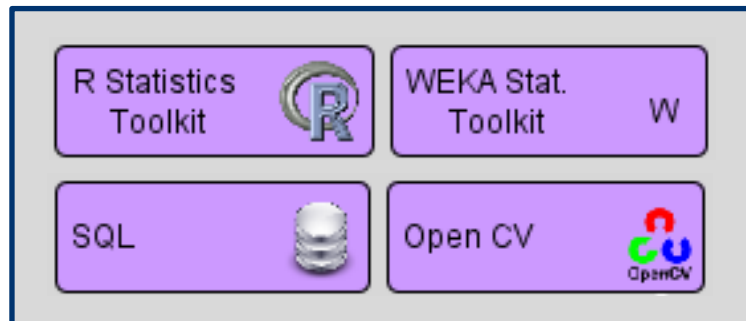 R Statistics
Toolkit
R
WEKA Stat.
Toolkit
W
SQL
Open CV
OpenCV